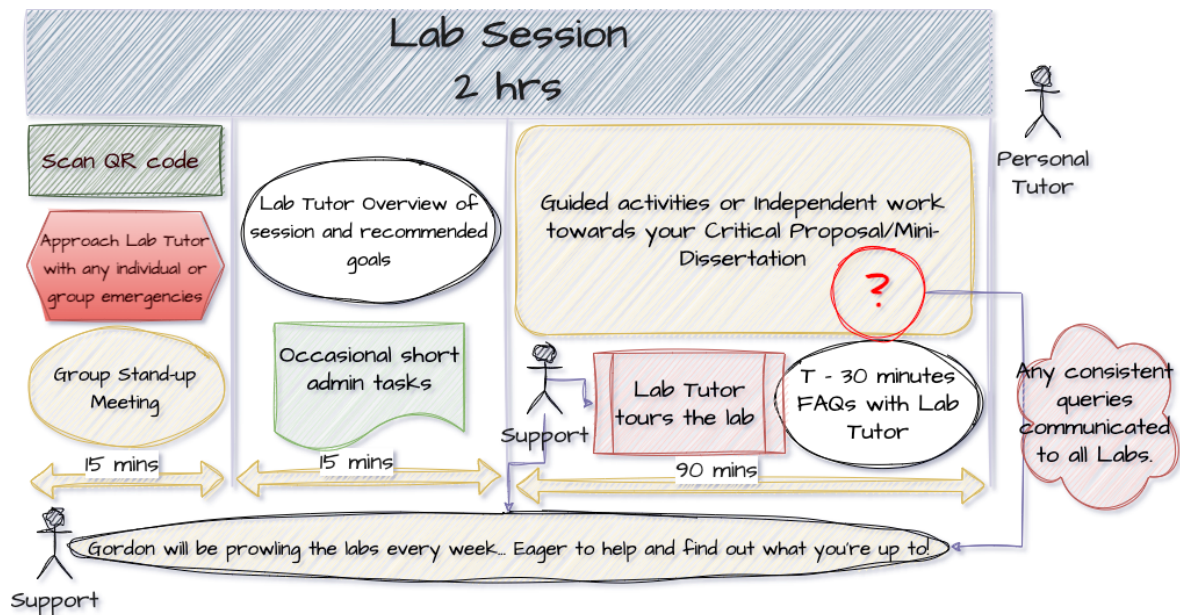 Lab Session
2 hrs
Scan QR code
Approach Lab Tutor
with any individual or
group emergencies
Group Stand-up
Meeting
15 mins
Lab Tutor Overview of
session and recommended
goals
Occasional short
admin tasks
15 mins
Guided activities or Independent work
towards your Critical Proposal/Mini-
Dissertation
?
Support
Lab Tutor
tours the lab
T - 30 minutes
FAQs with Lab
Tutor
90 mins
Personal
Tutor
Any consistent
queries
communicated
to all Labs.
Gordon will be prowling the labs every week... Eager to help and find out what you're up to!
Support